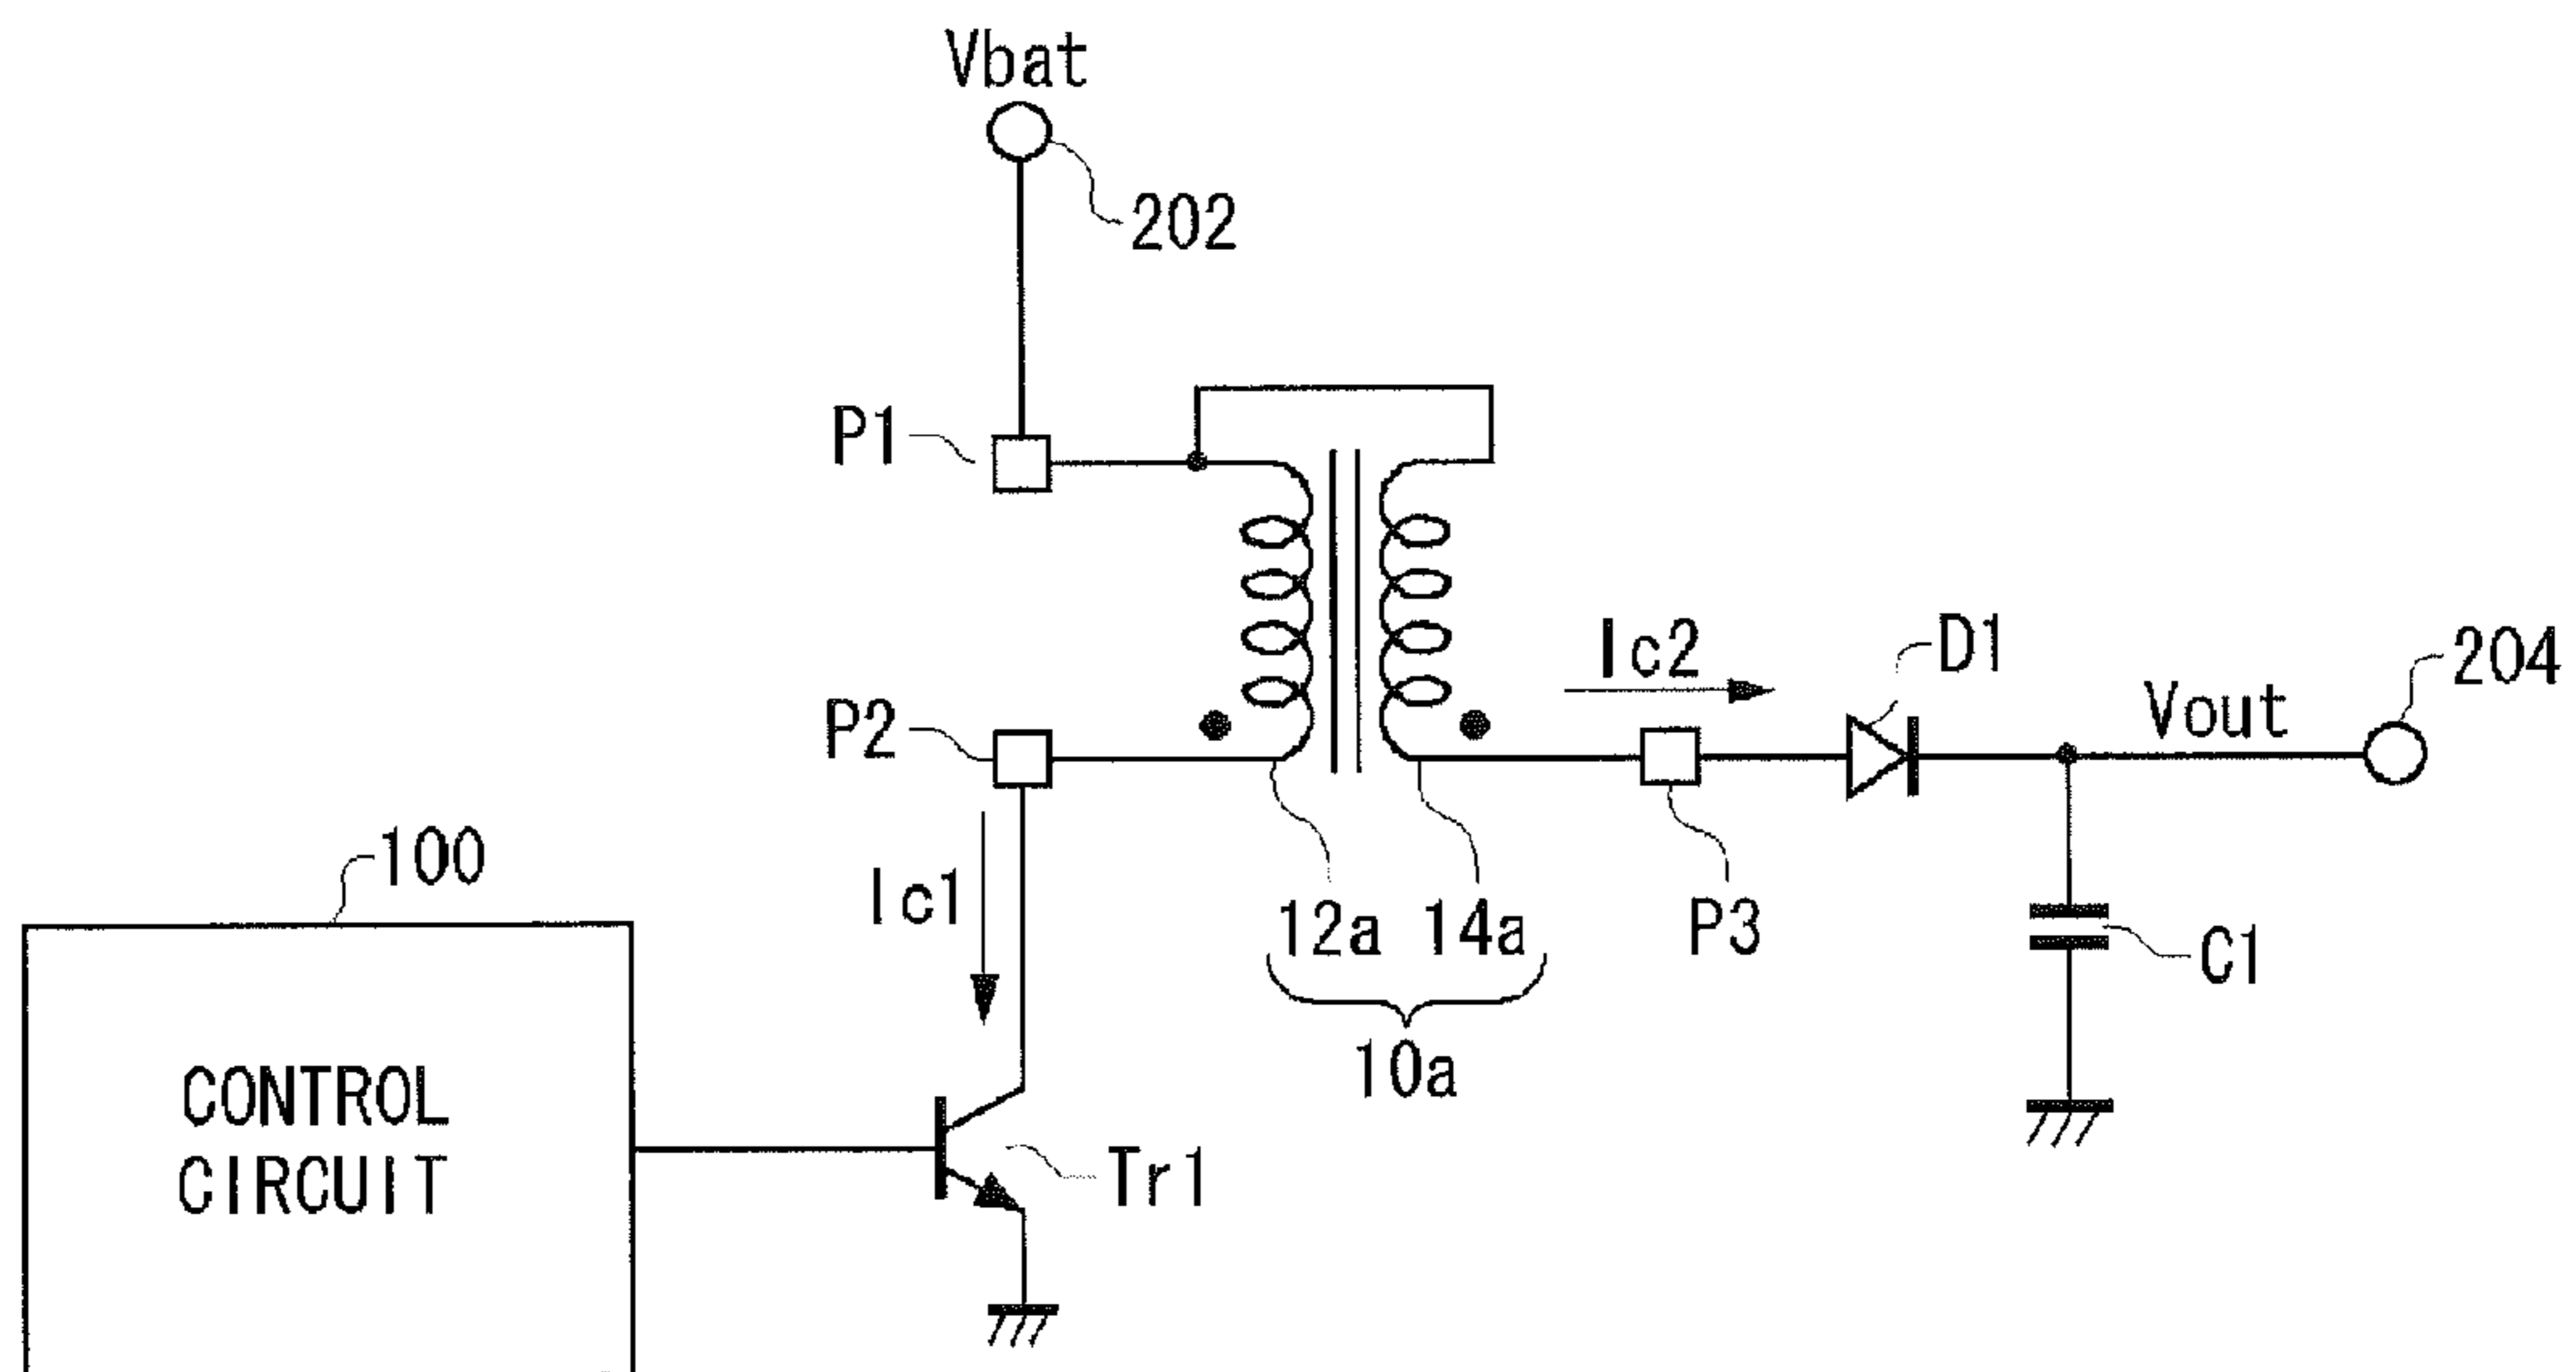 Vbat
202
P1
P2
Ic1
Ic2
D1
Vout
204
12a
14a
10a
P3
C1
100
CONTROL
CIRCUIT
Tr1